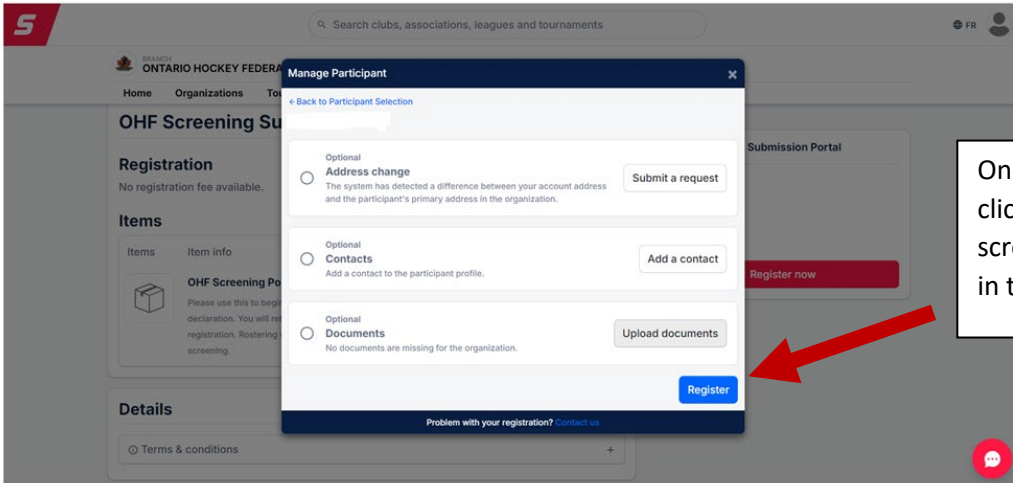 S
Search clubs, associations, leagues and tournaments
FR
BRANCH
ONTARIO HOCKEY FEDERA
Home Organizations Tou
OHF Screening Su
Registration
No registration fee available.
Items
Items Item info
OHF Screening Po
Please use this to begin
declaration. You will ret
registration. Rostering
screening.
Details
Terms & conditions +
Manage Participant ×
← Back to Participant Selection
Optional
Address change
The system has detected a difference between your account address
and the participant's primary address in the organization.
Submit a request
Optional
Contacts
Add a contact to the participant profile.
Add a contact
Optional
Documents
No documents are missing for the organization.
Upload documents
Register
Problem with your registration? Contact us
Submission Portal
Register now
On
clic
scre
in t